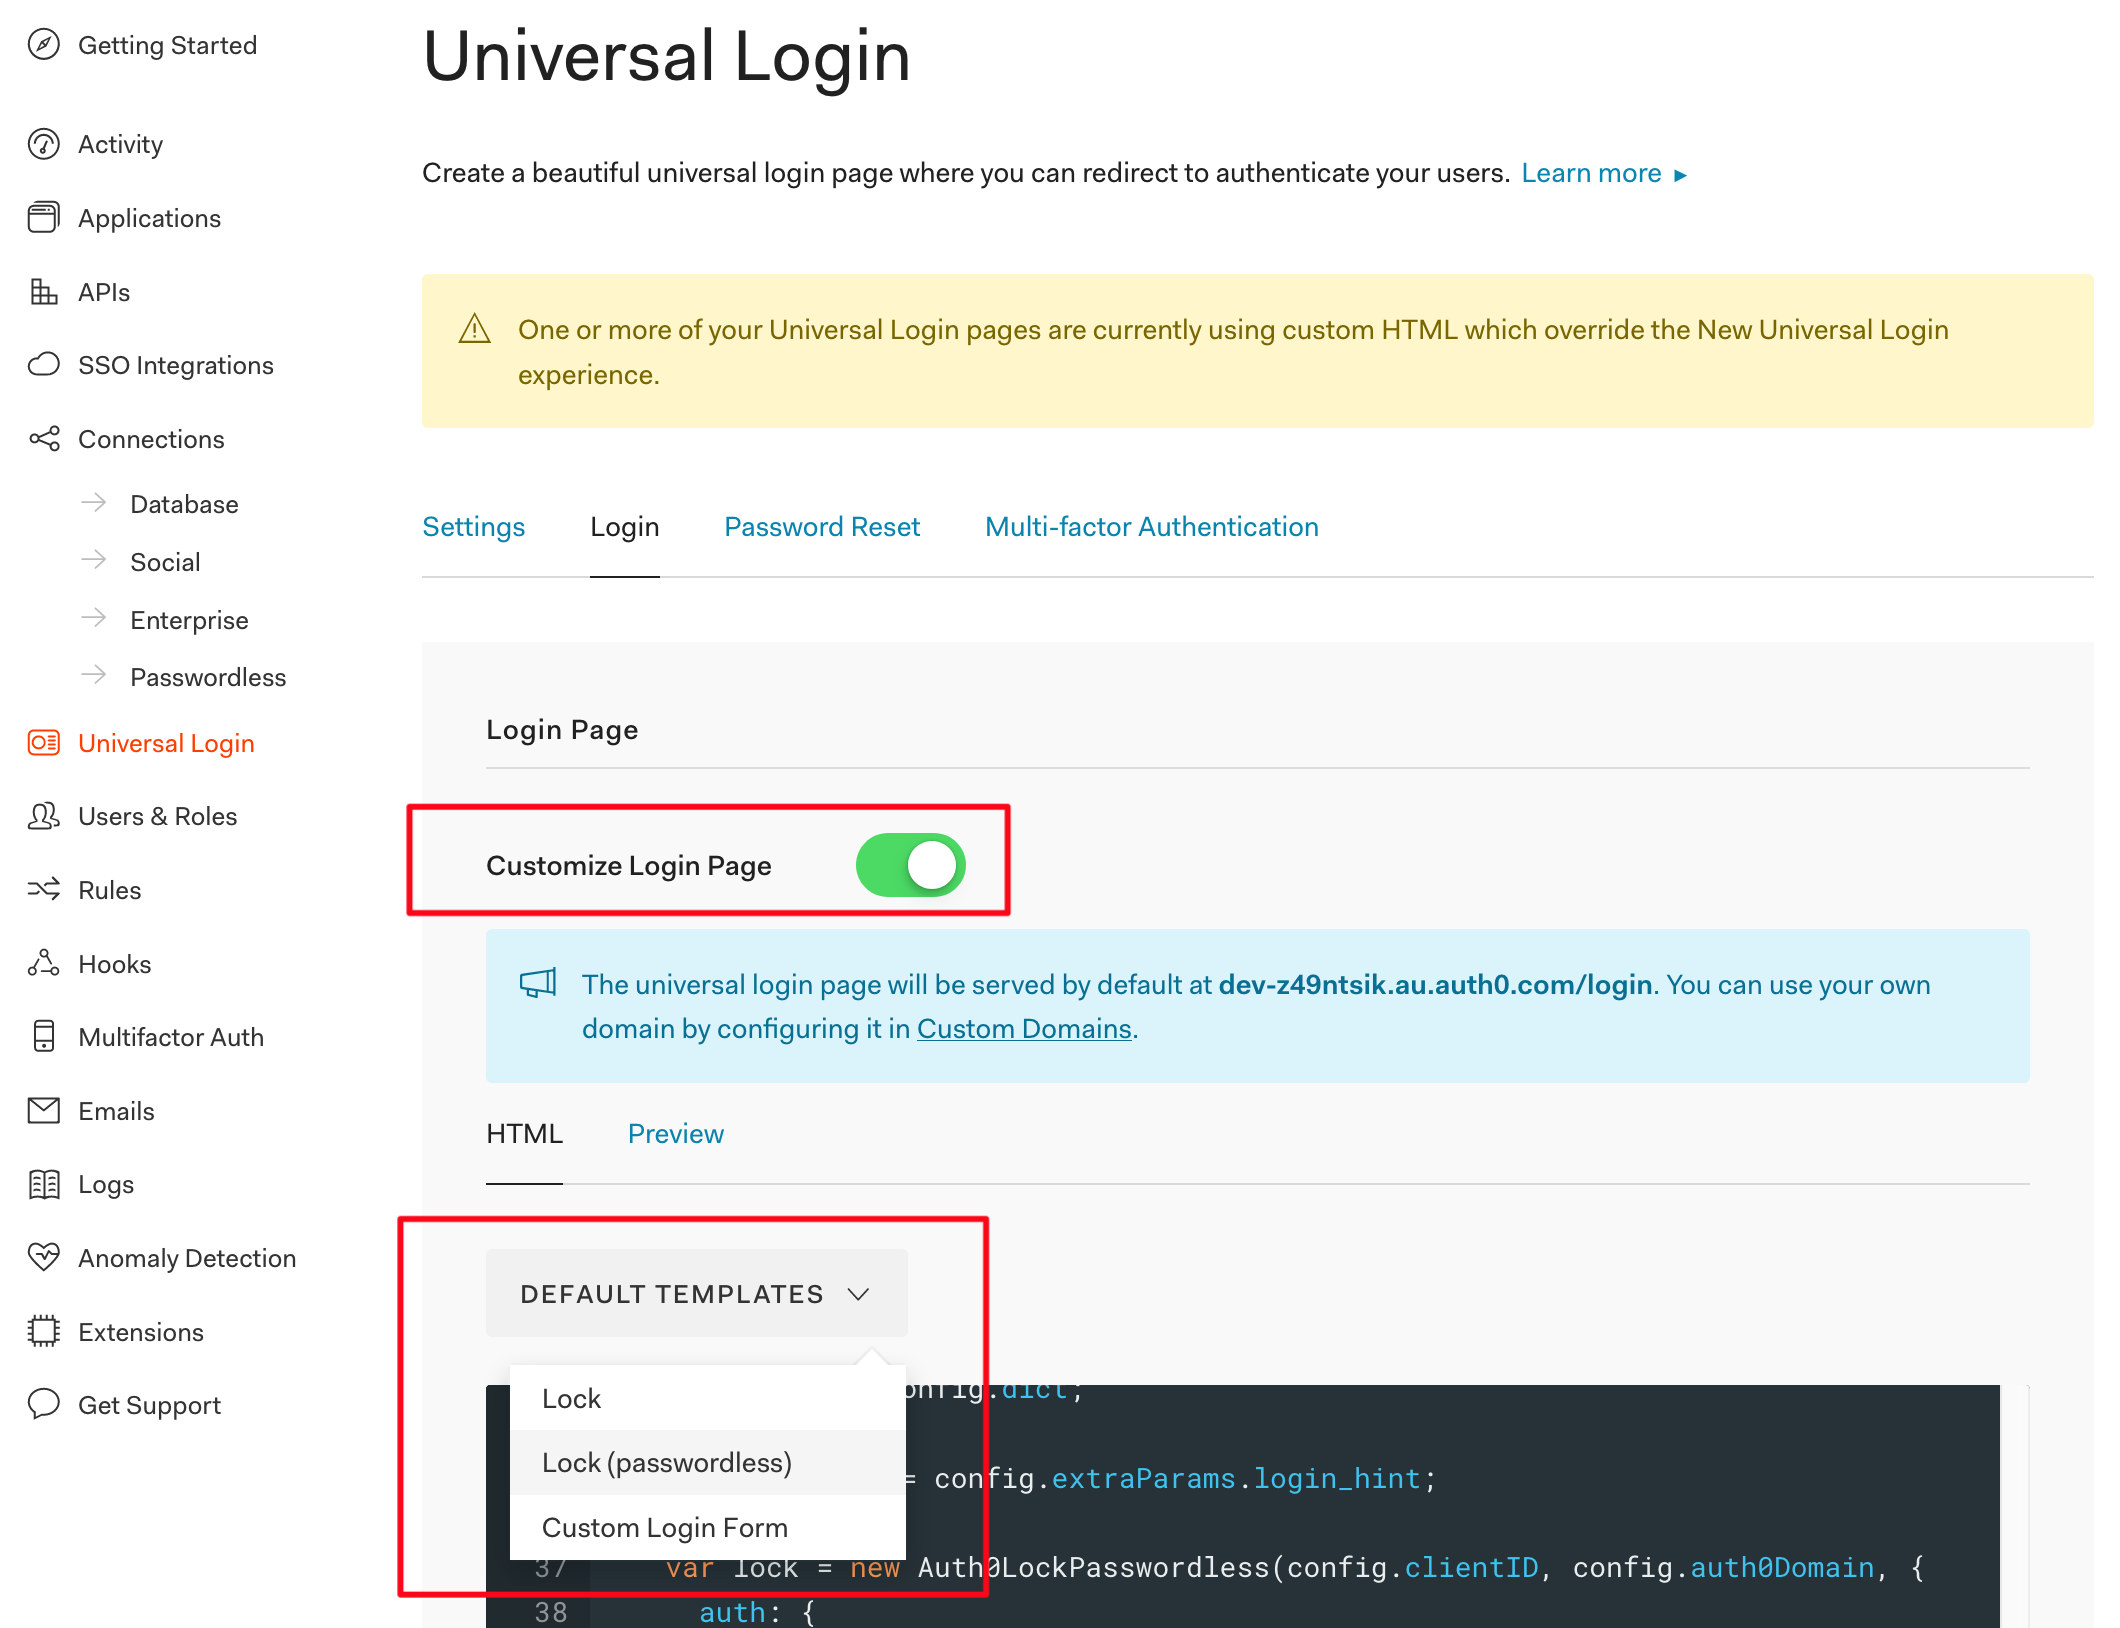 Getting Started
Activity
Applications
APIs
SSO Integrations
Connections
Database
Social
Enterprise
Passwordless
Universal Login
Users & Roles
Rules
Hooks
Multifactor Auth
Emails
Logs
Anomaly Detection
Extensions
Get Support
Universal Login
Create a beautiful universal login page where you can redirect to authenticate your users. Learn more ▸
One or more of your Universal Login pages are currently using custom HTML which override the New Universal Login
experience.
Settings Login Password Reset Multi-factor Authentication
Login Page
Customize Login Page
The universal login page will be served by default at dev-z49ntsik.au.auth0.com/login. You can use your own
domain by configuring it in Custom Domains.
HTML Preview
DEFAULT TEMPLATES
Lock
Lock (passwordless)
Custom Login Form
onfig.dict;
= config.extraParams.login_hint;
37 var lock = new Auth0LockPasswordless(config.clientID, config.auth0Domain, {
38 auth: {